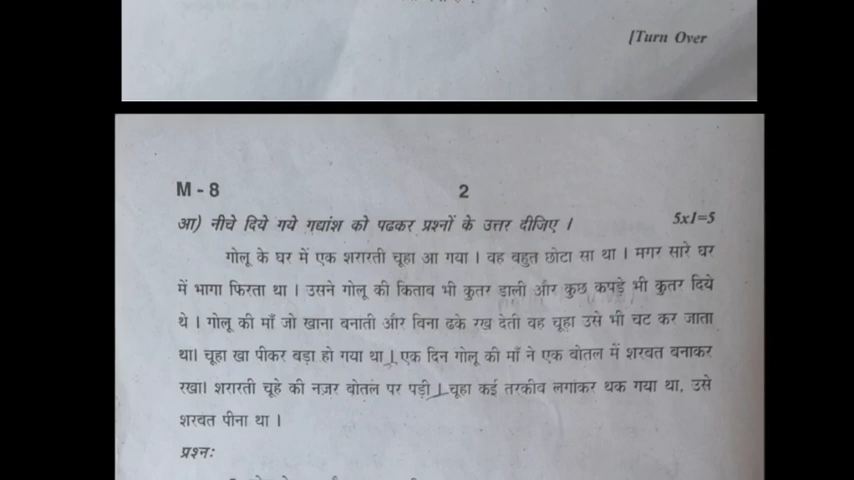 [Turn Over
M - 8 2
आ) नीचे दिये गये गद्यांश को पढकर प्रश्नों के उत्तर दीजिए । 5x1=5
गोलू के घर में एक शरारती चूहा आ गया । वह बहुत छोटा सा था । मगर सारे घर
में भागा फिरता था । उसने गोलू की किताब भी कुतर डाली और कुछ कपड़े भी कुतर दिये
थे । गोलू की माँ जो खाना बनाती और बिना ढके रख देती वह चूहा उसे भी चट कर जाता
था। चूहा खा पीकर बड़ा हो गया था । एक दिन गोलू की माँ ने एक बोतल में शरबत बनाकर
रखा। शरारती चूहे की नज़र बोतल पर पड़ी । चूहा कई तरकीब लगांकर थक गया था, उसे
शरबत पीना था ।
प्रश्नः